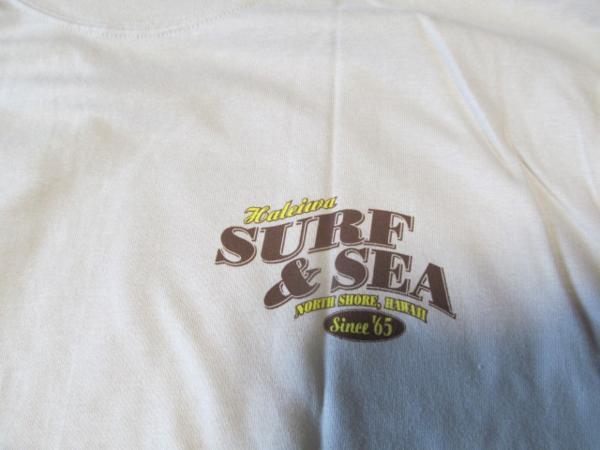 Haleiwa
SURF
& SEA
NORTH SHORE, HAWAII
Since '65